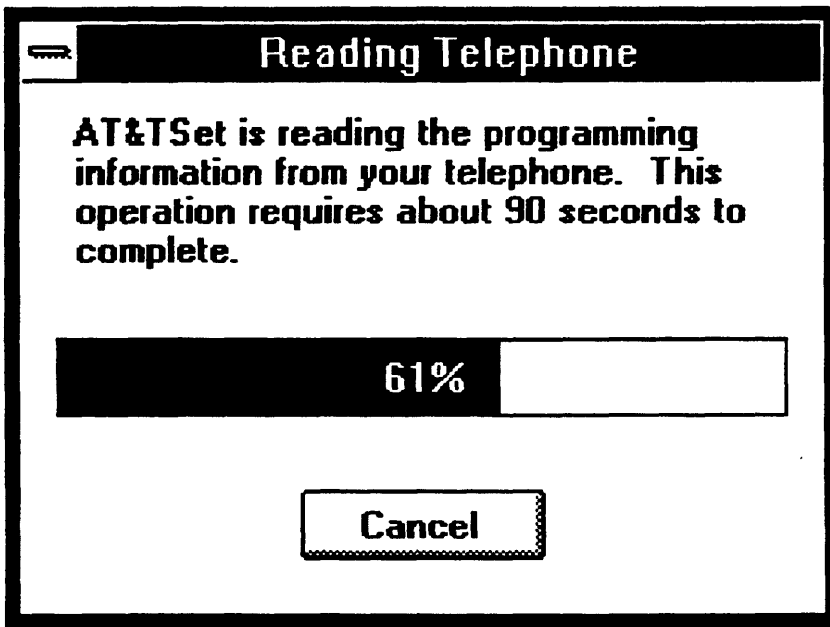 Reading Telephone
AT&TSet is reading the programming
information from your telephone.  This
operation requires about 90 seconds to
complete.
61%
Cancel